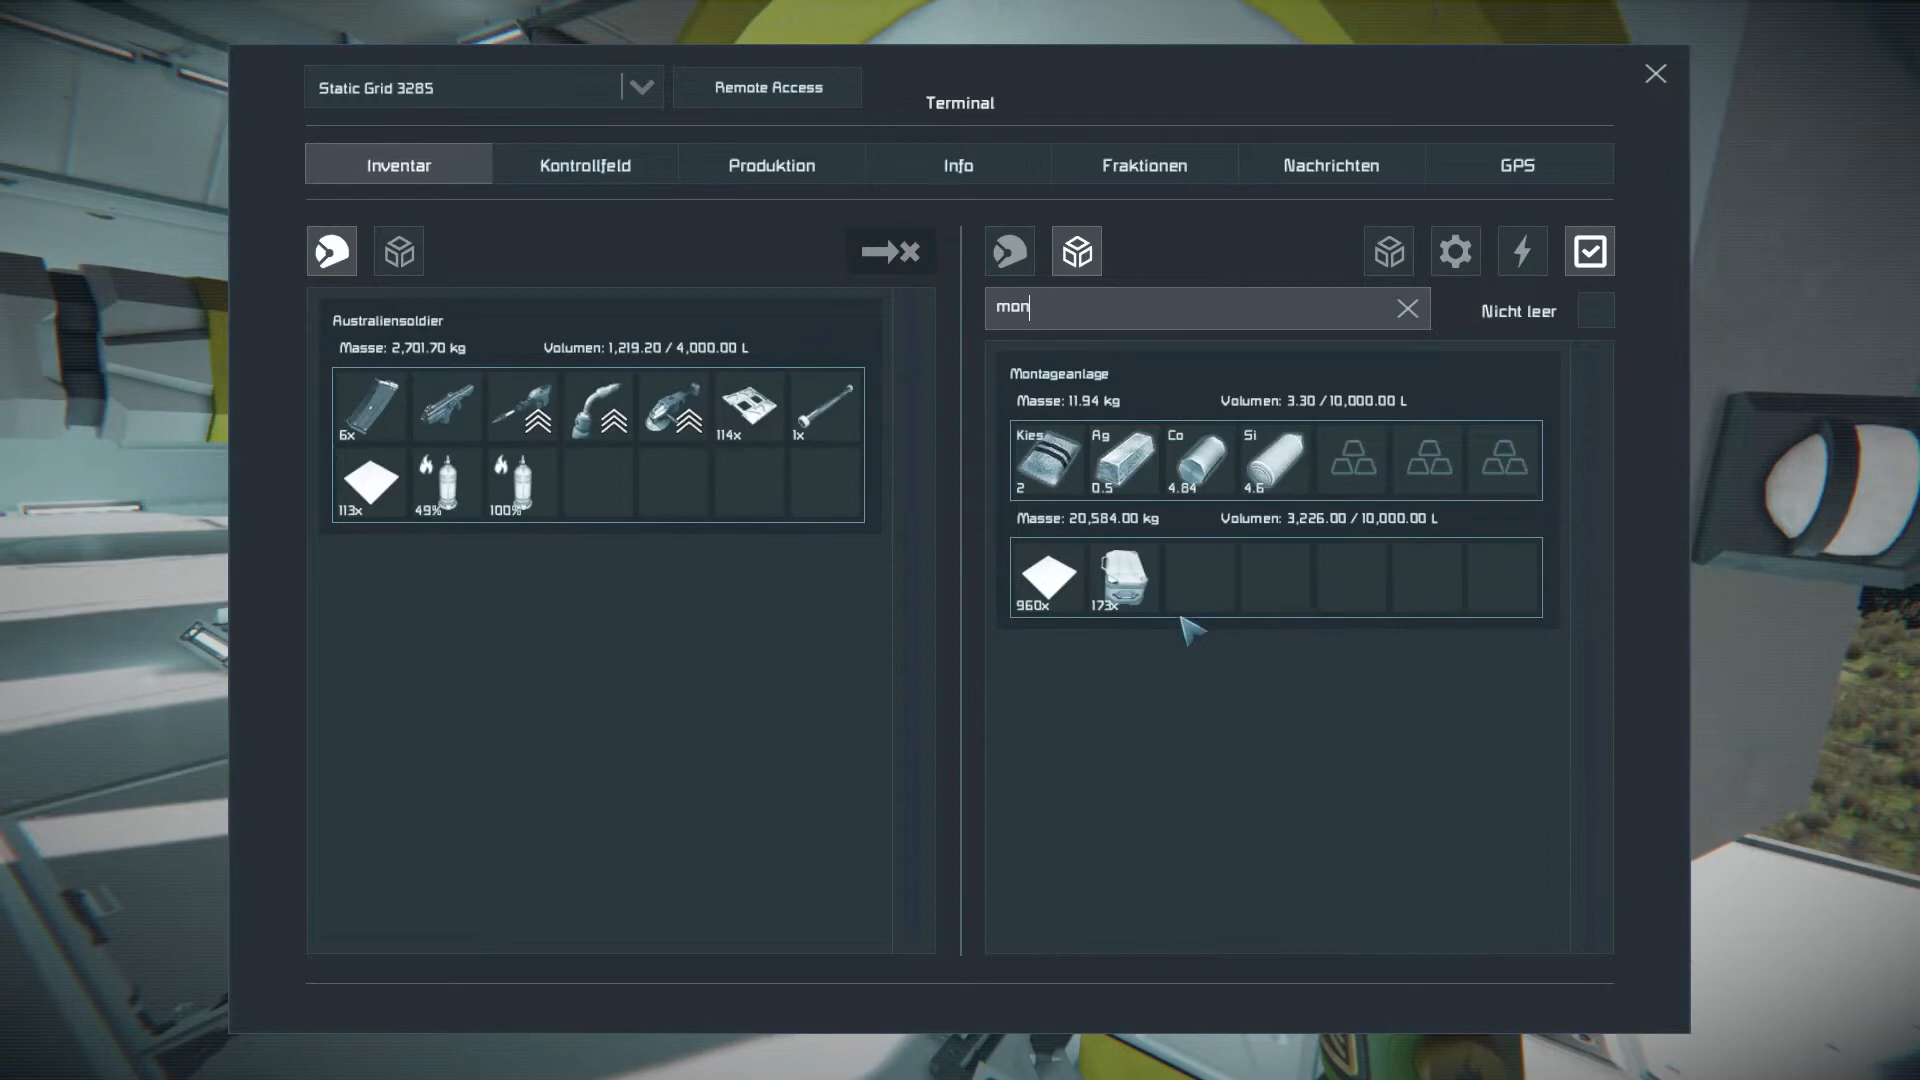 Static Grid 3285
Remote Access
Terminal
Inventar
Kontrollfeld
Produktion
Info
Fraktionen
Nachrichten
GPS
mon
Nicht leer
Australiensoldier
Masse: 2,701.70 kg
Volumen: 1,219.20 / 4,000.00 L
6x
114x
1x
113x
49%
100%
Montageanlage
Masse: 11.94 kg
Volumen: 3.30 / 10,000.00 L
Kies
Ag
Co
Si
2
0.5
4.84
4.6
Masse: 20,584.00 kg
Volumen: 3,226.00 / 10,000.00 L
960x
173x